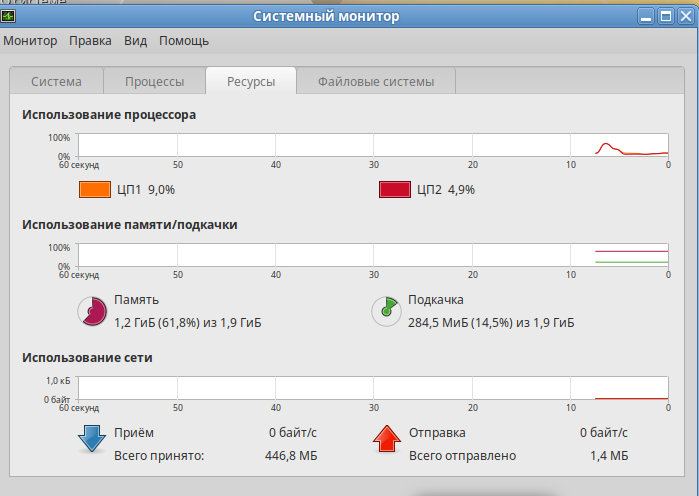 Системный монитор
Монитор Правка Вид Помощь
Система Процессы Ресурсы Файловые системы
Использование процессора
100%
0%
60 секунд 50 40 30 20 10 0
ЦП1 9,0% ЦП2 4,9%
Использование памяти/подкачки
100%
0%
60 секунд 50 40 30 20 10 0
Память Подкачка
1,2 ГиБ (61,8%) из 1,9 ГиБ 284,5 МиБ (14,5%) из 1,9 ГиБ
Использование сети
1,0 кБ
0 байт
60 секунд 50 40 30 20 10 0
Приём 0 байт/с Отправка 0 байт/с
Всего принято: 446,8 МБ Всего отправлено 1,4 МБ